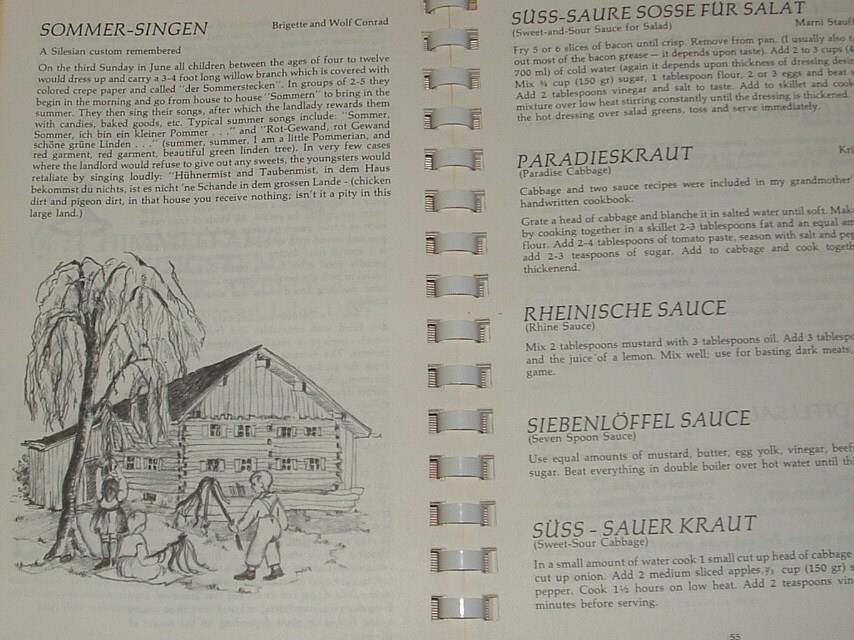 SOMMER-SINGEN
Brigette and Wolf Conrad
A Silesian custom remembered
On the third Sunday in June all children between the ages of four to twelve
would dress up and carry a 3-4 foot long willow branch which is covered with
colored crepe paper and called "der Sommerstecken". In groups of 2-5 they
begin in the morning and go from house to house "Sommern" to bring in the
summer. They then sing their songs, after which the landlady rewards them
with candies, baked goods, etc. Typical summer songs include: "Sommer,
Sommer, ich bin ein kleiner Pommer . . ." and "Rot-Gewand, rot Gewand
schöne grüne Linden . . ." (summer, summer, I am a little Pommerian, and
red garment, red garment, beautiful green linden tree). In very few cases
where the landlord would refuse to give out any sweets, the youngsters would
retaliate by singing loudly: "Hühnermist and Taubenmist, in dem Haus
bekommst du nichts, ist es nicht 'ne Schande in dem grossen Lande - (chicken
dirt and pigeon dirt, in that house you receive nothing; isn't it a pity in this
large land.)
SÜSS-SAURE SOSSE FÜR SALAT
(Sweet-and-Sour Sauce for Salad)
Marni Stauff
Fry 5 or 6 slices of bacon until crisp. Remove from pan. (I usually also
out most of the bacon grease — it depends upon taste). Add 2 to 3 cups (4
700 ml) of cold water (again it depends upon thickness of dressing desi
Mix ¾ cup (150 gr) sugar, 1 tablespoon flour, 2 or 3 eggs and beat
Add 2 tablespoons vinegar and salt to taste. Add to skillet and cook
mixture over low heat stirring constantly until the dressing is thickened.
the hot dressing over salad greens, toss and serve immediately.
PARADIESKRAUT
Kri
(Paradise Cabbage)
Cabbage and two sauce recipes were included in my grandmother'
handwritten cookbook.
Grate a head of cabbage and blanche it in salted water until soft. Make
by cooking together in a skillet 2-3 tablespoons fat and an equal am
flour. Add 2-4 tablespoons of tomato paste, season with salt and pep
add 2-3 teaspoons of sugar. Add to cabbage and cook togeth
thickenend.
RHEINISCHE SAUCE
(Rhine Sauce)
Mix 2 tablespoons mustard with 3 tablespoons oil. Add 3 tablespo
and the juice of a lemon. Mix well; use for basting dark meats,
game.
SIEBENLÖFFEL SAUCE
(Seven Spoon Sauce)
Use equal amounts of mustard, butter, egg yolk, vinegar, beef
sugar. Beat everything in double boiler over hot water until thi
SÜSS - SAUER KRAUT
(Sweet-Sour Cabbage)
In a small amount of water cook 1 small cut up head of cabbage
cut up onion. Add 2 medium sliced apples, ⅔ cup (150 gr) s
pepper. Cook 1½ hours on low heat. Add 2 teaspoons vin
minutes before serving.
55